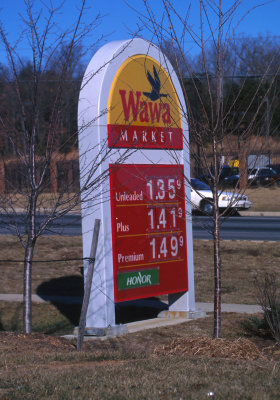 Wawa
MARKET
Unleaded 1.35 9
Plus 1.41 9
Premium 1.49 9
HONOR